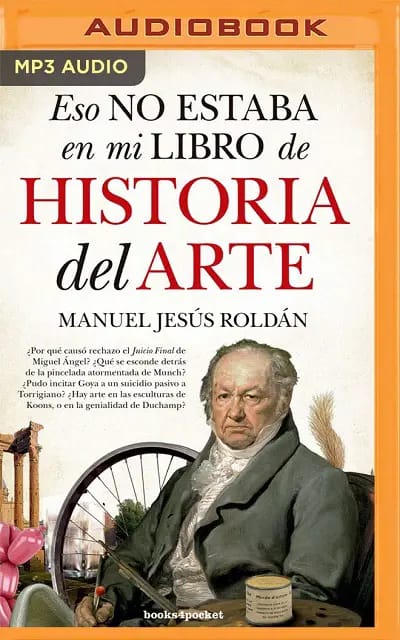 AUDIOBOOK
MP3 AUDIO
Eso NO ESTABA
en mi LIBRO de
HISTORIA
del ARTE
MANUEL JESÚS ROLDÁN
¿Por qué causó rechazo el Juicio Final de
Miguel Ángel? ¿Qué se esconde detrás
de la pincelada atormentada de Munch?
¿Pudo incitar Goya a un suicidio pasivo a
Torrigiano? ¿Hay arte en las esculturas de
Koons, o en la genialidad de Duchamp?
books4pocket